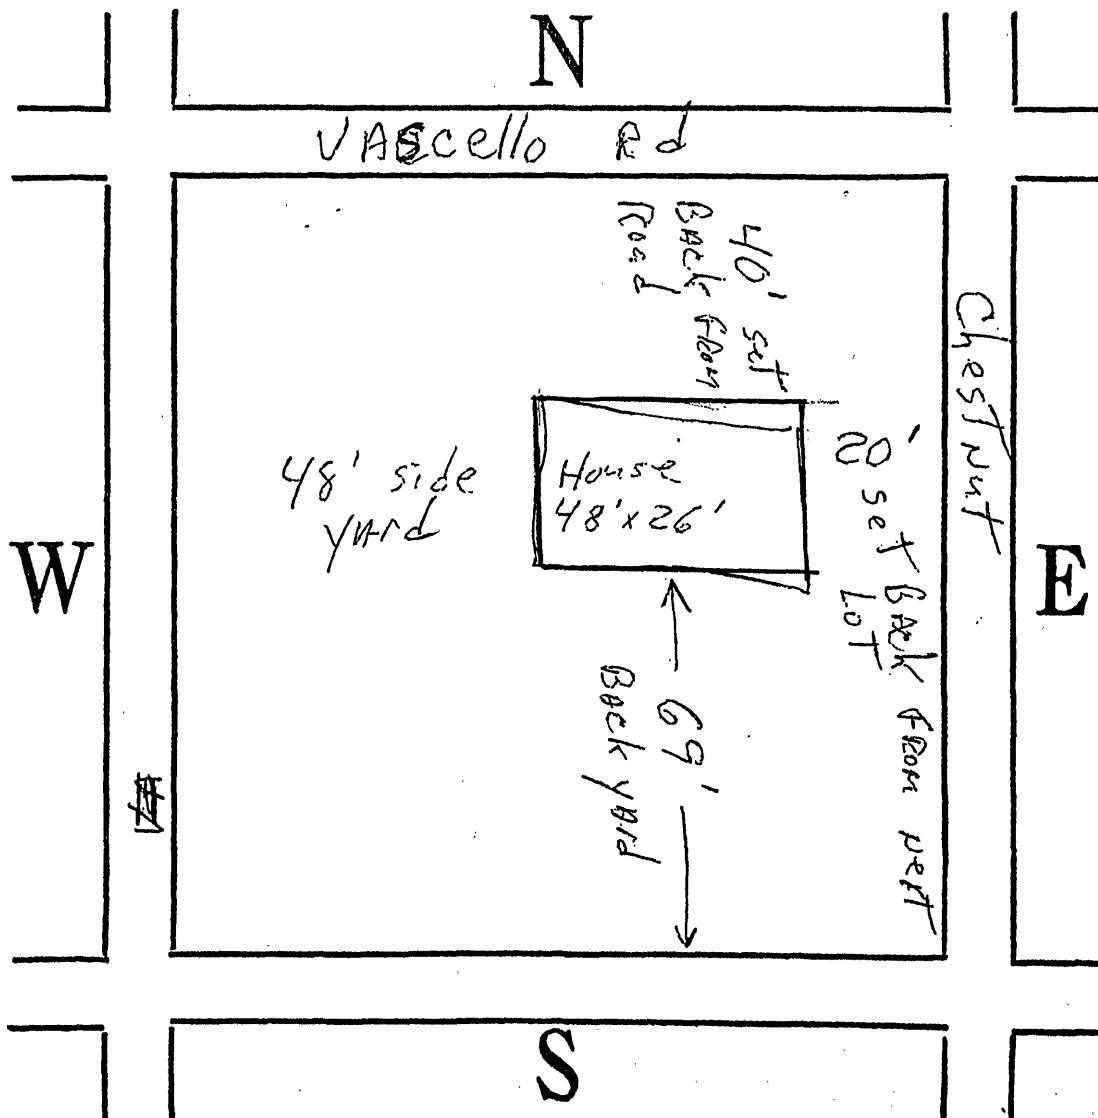 N
VAScello Rd
40' set
BACK FROM
Road
ChestNut
20' set BACK FROM NEXT
LOT
48' side
yard
House
48'x26'
W
E
69'
BACK yard
S